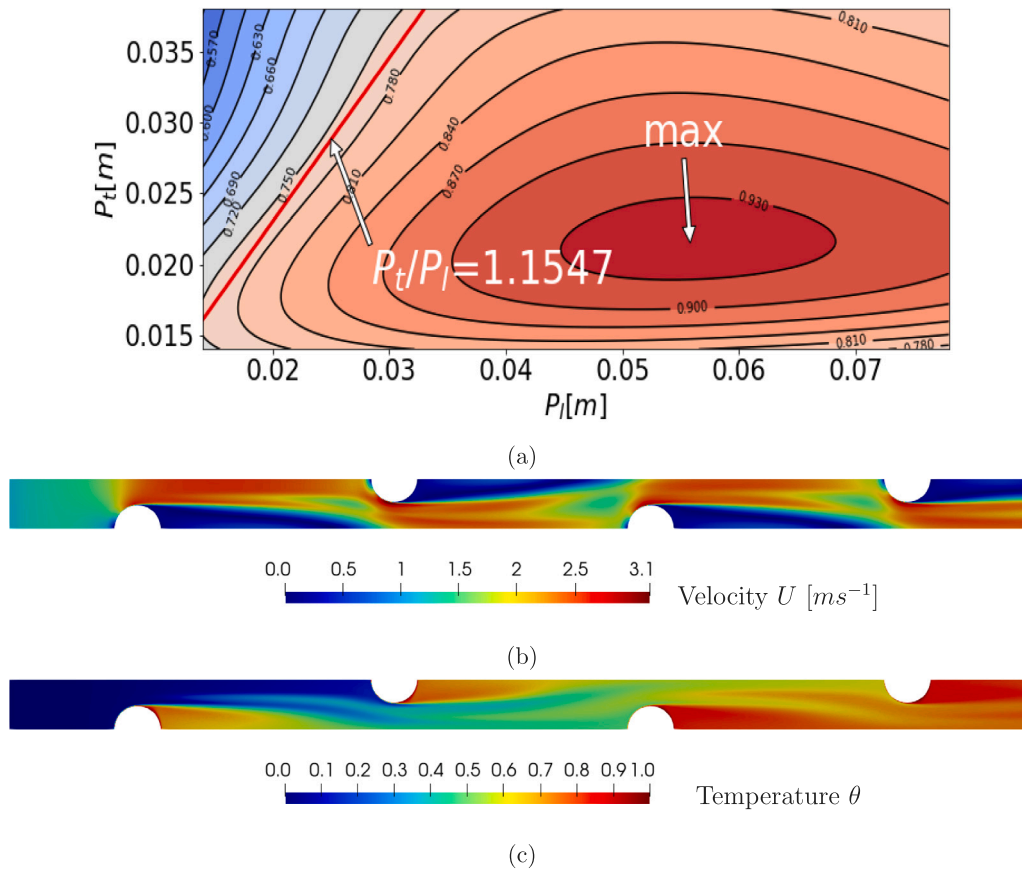 0.810
0.035
0.570
0.630
0.660
0.780
0.030
0.600
max
0.840
0.025
0.690
0.750
0.810
0.870
0.930
0.720
P_t[m]
0.020
P_t/P_l=1.1547
0.015
0.900
0.810
0.780
0.02 0.03 0.04 0.05 0.06 0.07
P_l[m]
(a)
0.0 0.5 1 1.5 2 2.5 3.1
Velocity U [ms⁻¹]
(b)
0.0 0.1 0.2 0.3 0.4 0.5 0.6 0.7 0.8 0.9 1.0
Temperature θ
(c)